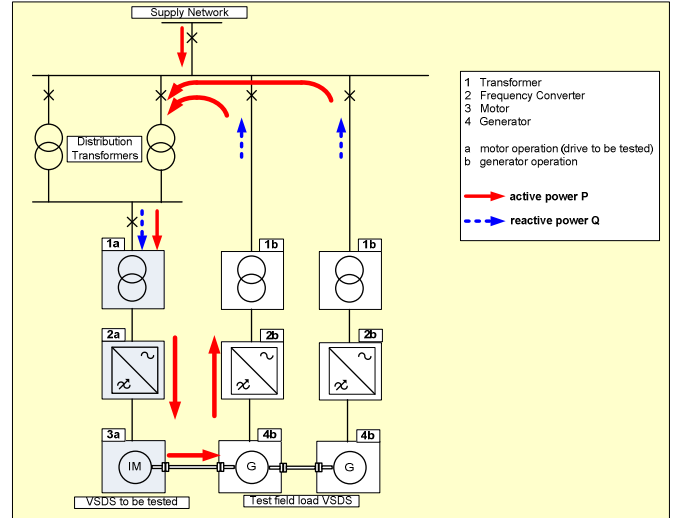 Supply Network
1 Transformer
2 Frequency Converter
3 Motor
4 Generator
a motor operation (drive to be tested)
b generator operation
active power P
reactive power Q
Distribution
Transformers
1a
1b
1b
2a
2b
2b
3a
4b
4b
IM
G
G
VSDS to be tested
Test field load VSDS